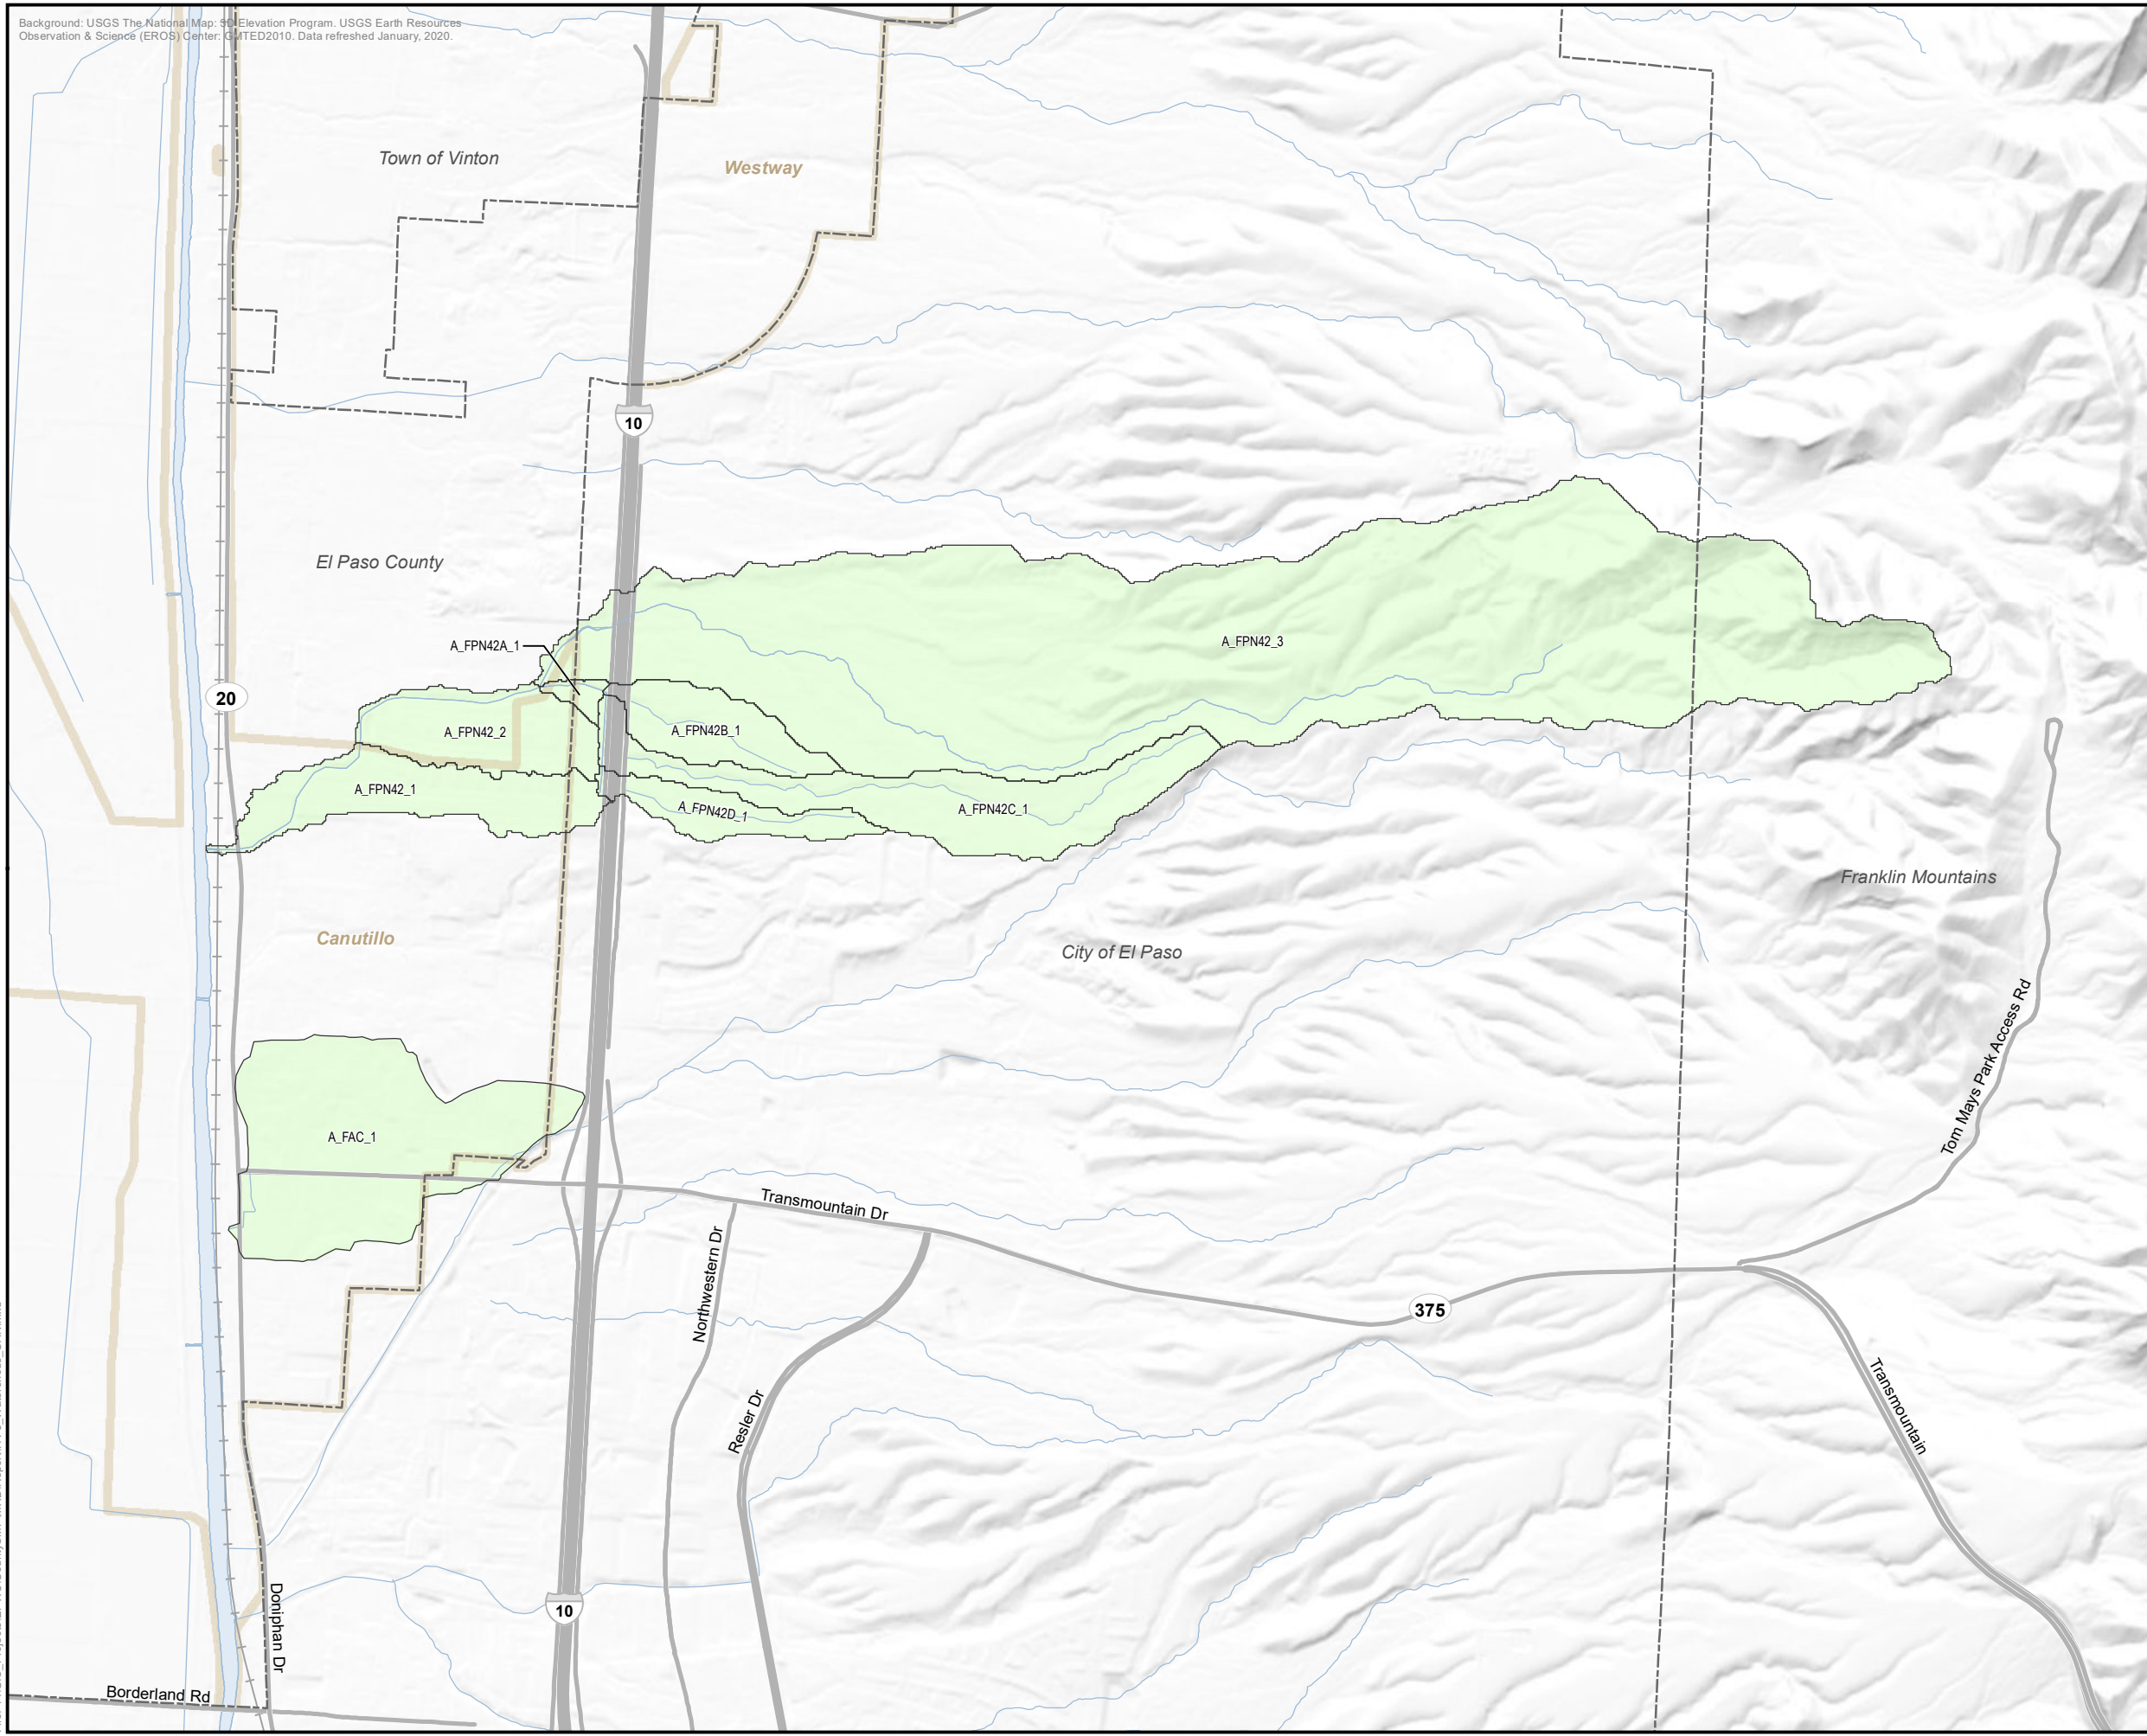 Background: USGS The National Map: 3D Elevation Program. USGS Earth Resources
Observation & Science (EROS) Center: GMTED2010. Data refreshed January, 2020.
Town of Vinton
Westway
10
El Paso County
A_FPN42A_1
A_FPN42_3
20
A_FPN42_2
A_FPN42B_1
A_FPN42_1
A_FPN42D_1
A_FPN42C_1
Franklin Mountains
Canutillo
City of El Paso
Tom Mays Park Access Rd
A_FAC_1
Transmountain Dr
Northwestern Dr
375
Resler Dr
Transmountain
10
Doniphan Dr
Borderland Rd